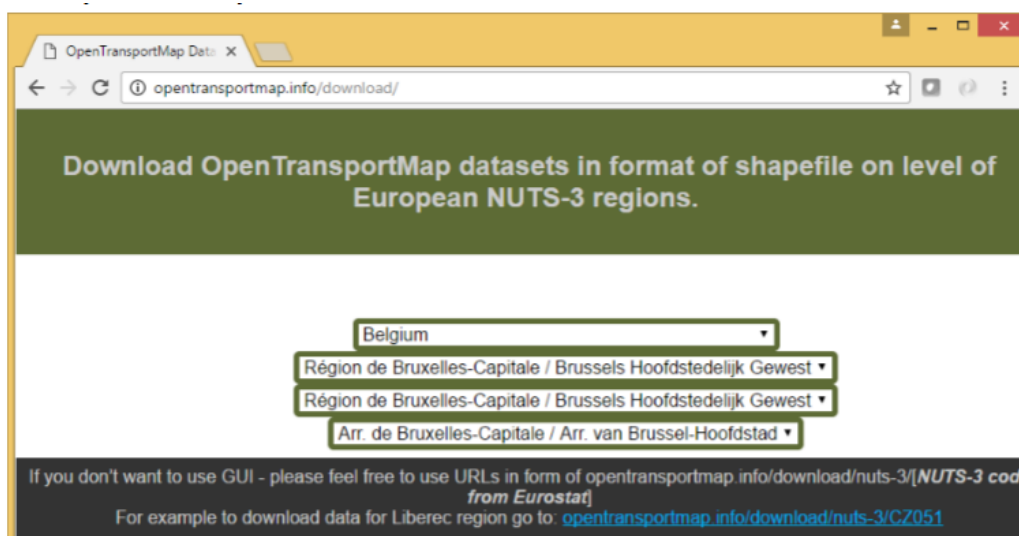 OpenTransportMap Dat
opentransportmap.info/download/
Download OpenTransportMap datasets in format of shapefile on level of
European NUTS-3 regions.
Belgium
Région de Bruxelles-Capitale / Brussels Hoofdstedelijk Gewest
Région de Bruxelles-Capitale / Brussels Hoofdstedelijk Gewest
Arr. de Bruxelles-Capitale / Arr. van Brussel-Hoofdstad
If you don't want to use GUI - please feel free to use URLs in form of opentransportmap.info/download/nuts-3/[NUTS-3 cod
from Eurostat]
For example to download data for Liberec region go to: opentransportmap.info/download/nuts-3/CZ051